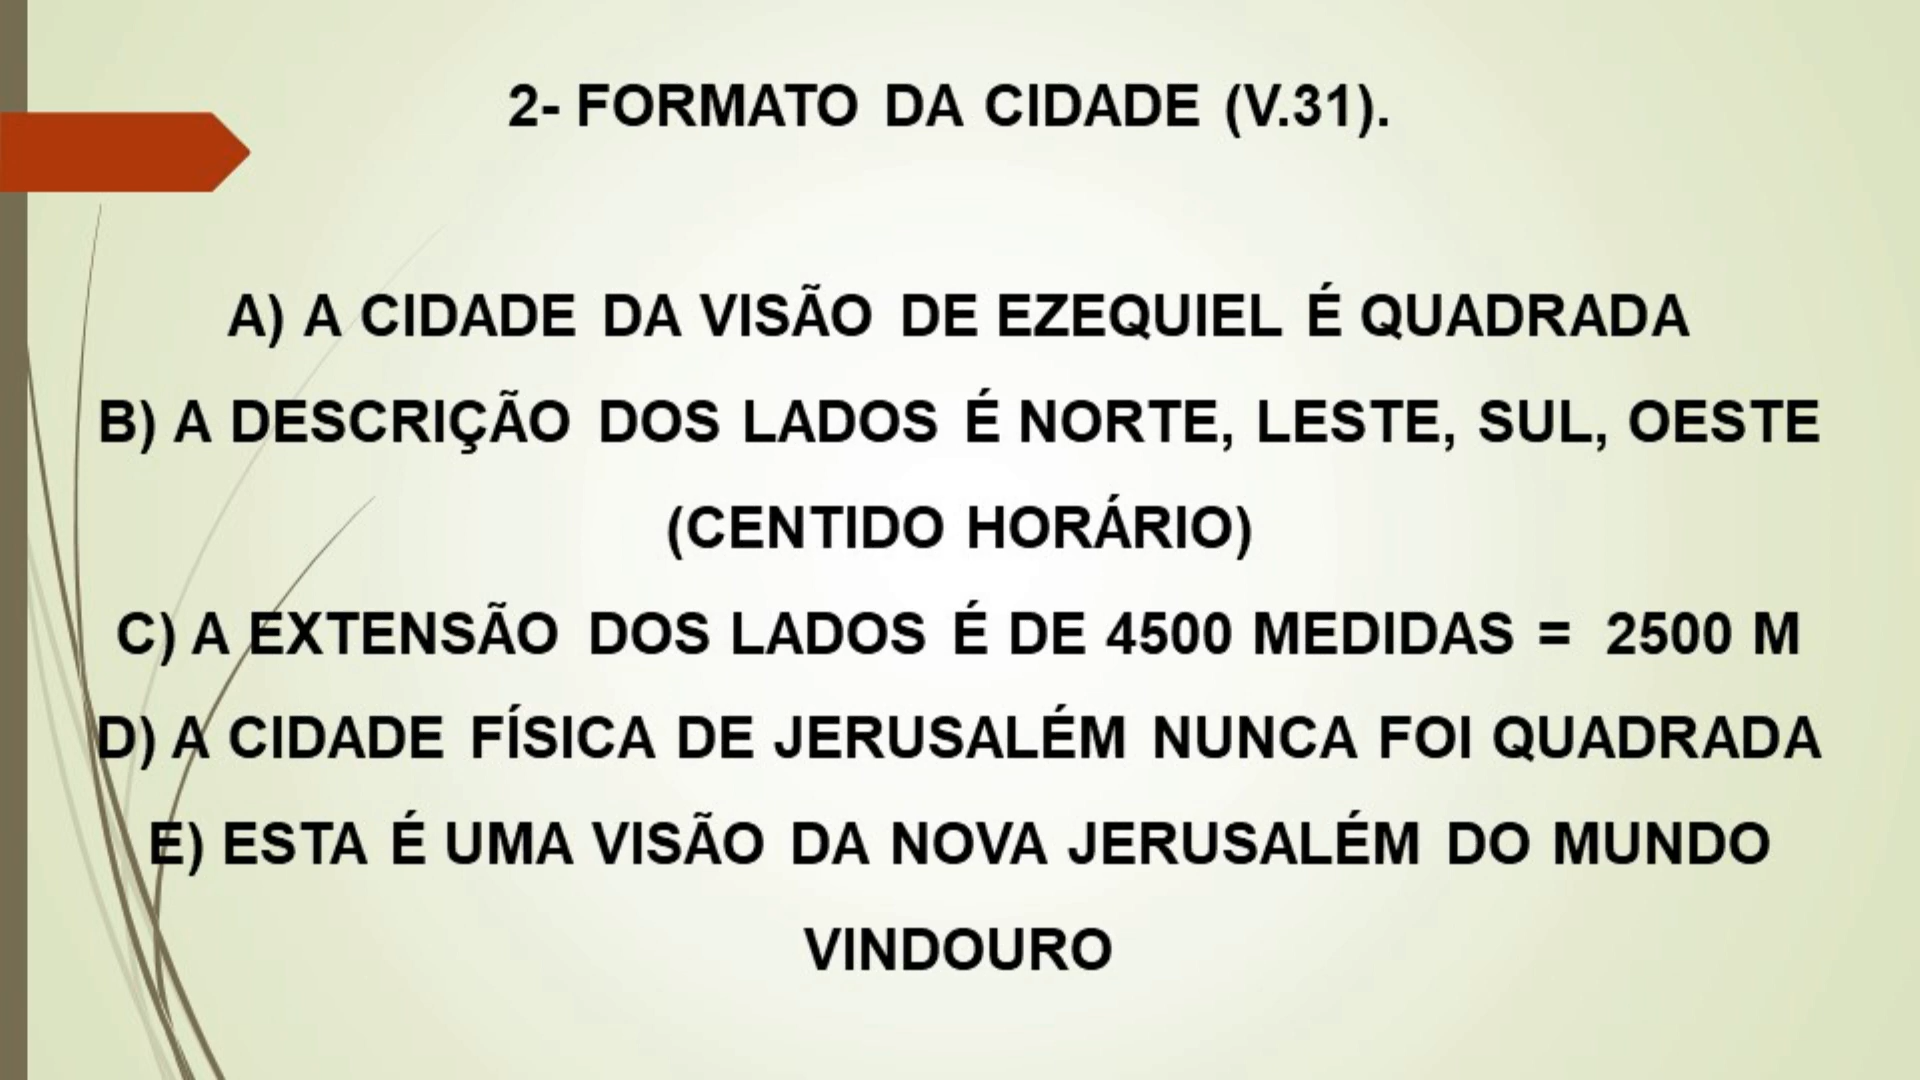 2- FORMATO DA CIDADE (V.31).
A) A CIDADE DA VISÃO DE EZEQUIEL É QUADRADA
B) A DESCRIÇÃO DOS LADOS É NORTE, LESTE, SUL, OESTE
(CENTIDO HORÁRIO)
C) A EXTENSÃO DOS LADOS É DE 4500 MEDIDAS = 2500 M
D) A CIDADE FÍSICA DE JERUSALÉM NUNCA FOI QUADRADA
E) ESTA É UMA VISÃO DA NOVA JERUSALÉM DO MUNDO
VINDOURO